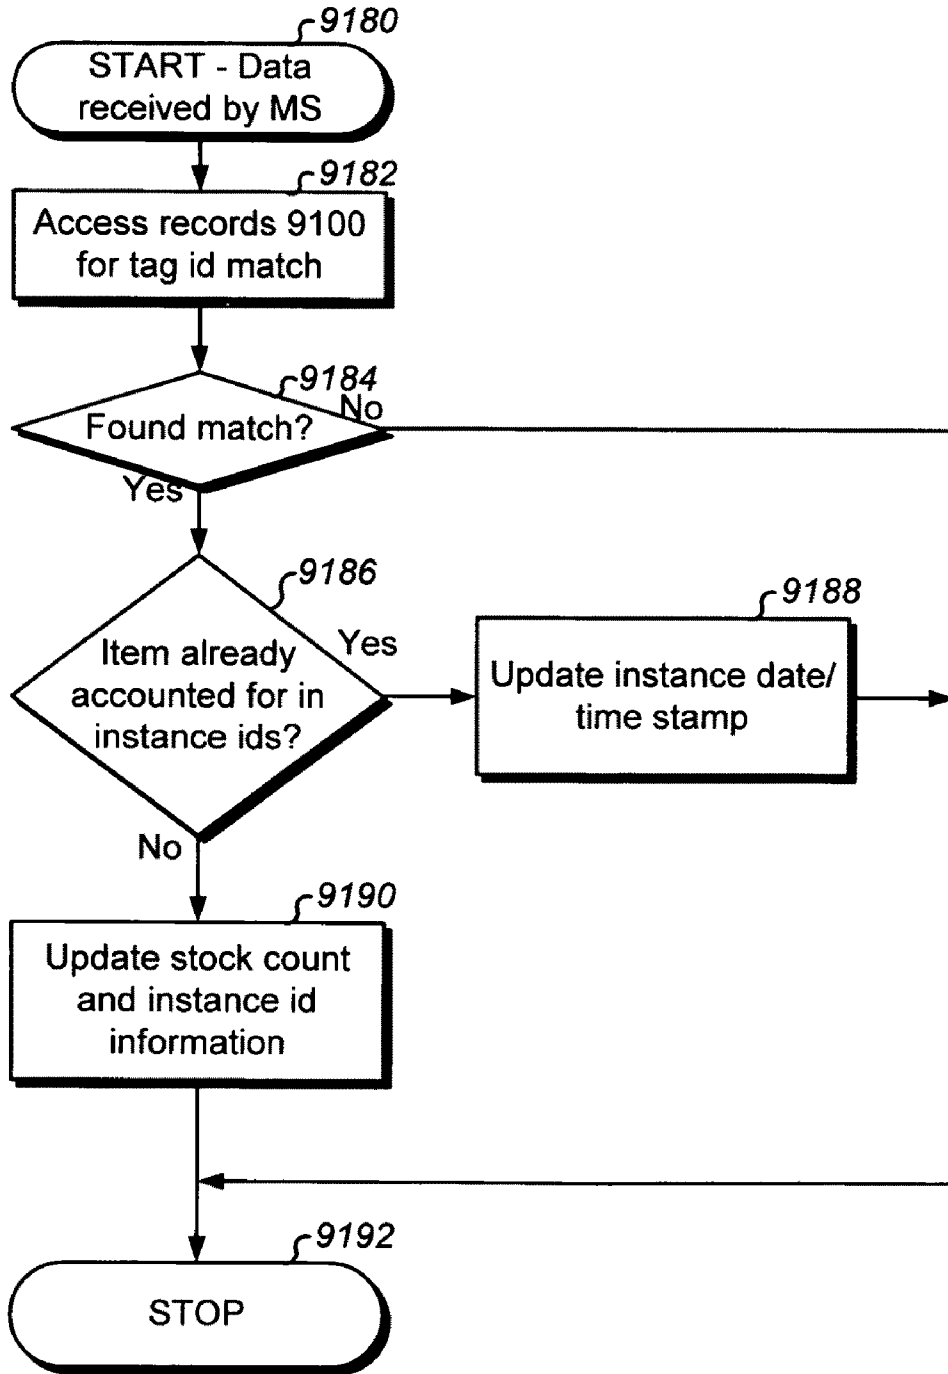 9180
START - Data
received by MS
9182
Access records 9100
for tag id match
9184
No
Found match?
Yes
9186
Item already
accounted for in
instance ids?
Yes
9188
Update instance date/
time stamp
No
9190
Update stock count
and instance id
information
9192
STOP